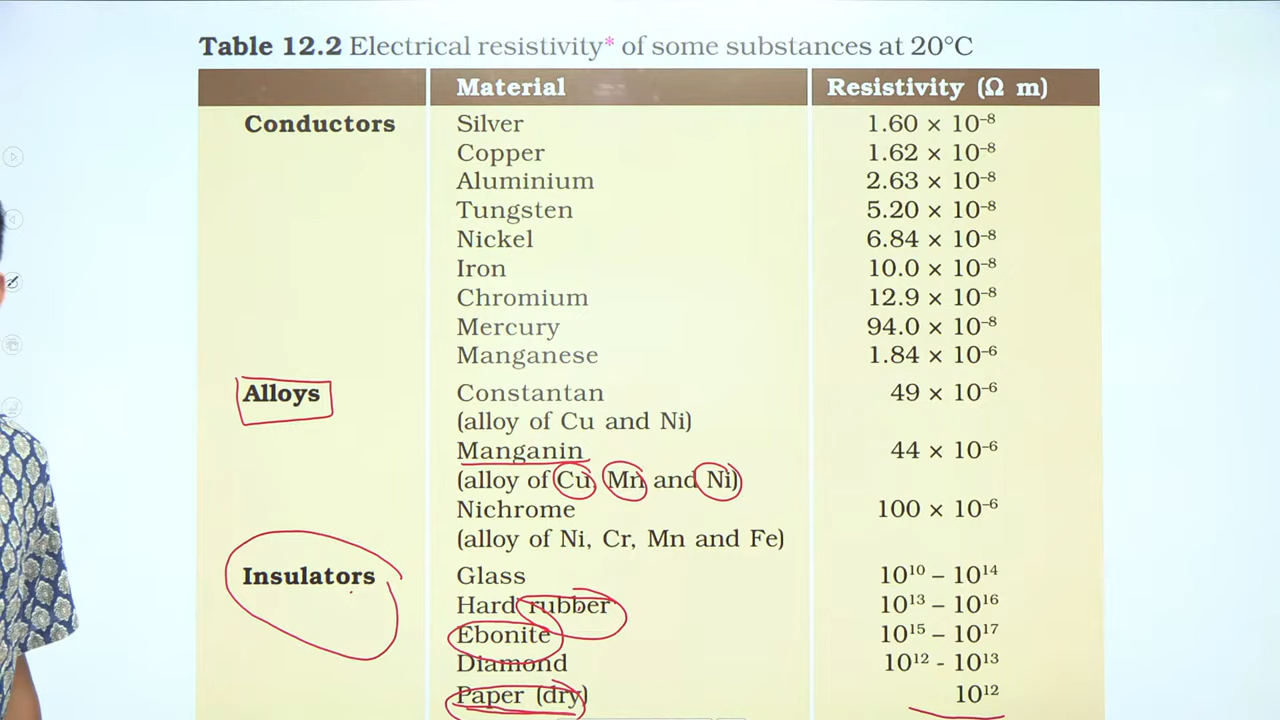 Table 12.2 Electrical resistivity* of some substances at 20°C
Material Resistivity (Ω m)
Conductors Silver 1.60 × 10⁻⁸
Copper 1.62 × 10⁻⁸
Aluminium 2.63 × 10⁻⁸
Tungsten 5.20 × 10⁻⁸
Nickel 6.84 × 10⁻⁸
Iron 10.0 × 10⁻⁸
Chromium 12.9 × 10⁻⁸
Mercury 94.0 × 10⁻⁸
Manganese 1.84 × 10⁻⁶
Alloys Constantan 49 × 10⁻⁶
(alloy of Cu and Ni)
Manganin 44 × 10⁻⁶
(alloy of Cu, Mn and Ni)
Nichrome 100 × 10⁻⁶
(alloy of Ni, Cr, Mn and Fe)
Insulators Glass 10¹⁰ – 10¹⁴
Hard rubber 10¹³ – 10¹⁶
Ebonite 10¹⁵ – 10¹⁷
Diamond 10¹² - 10¹³
Paper (dry) 10¹²